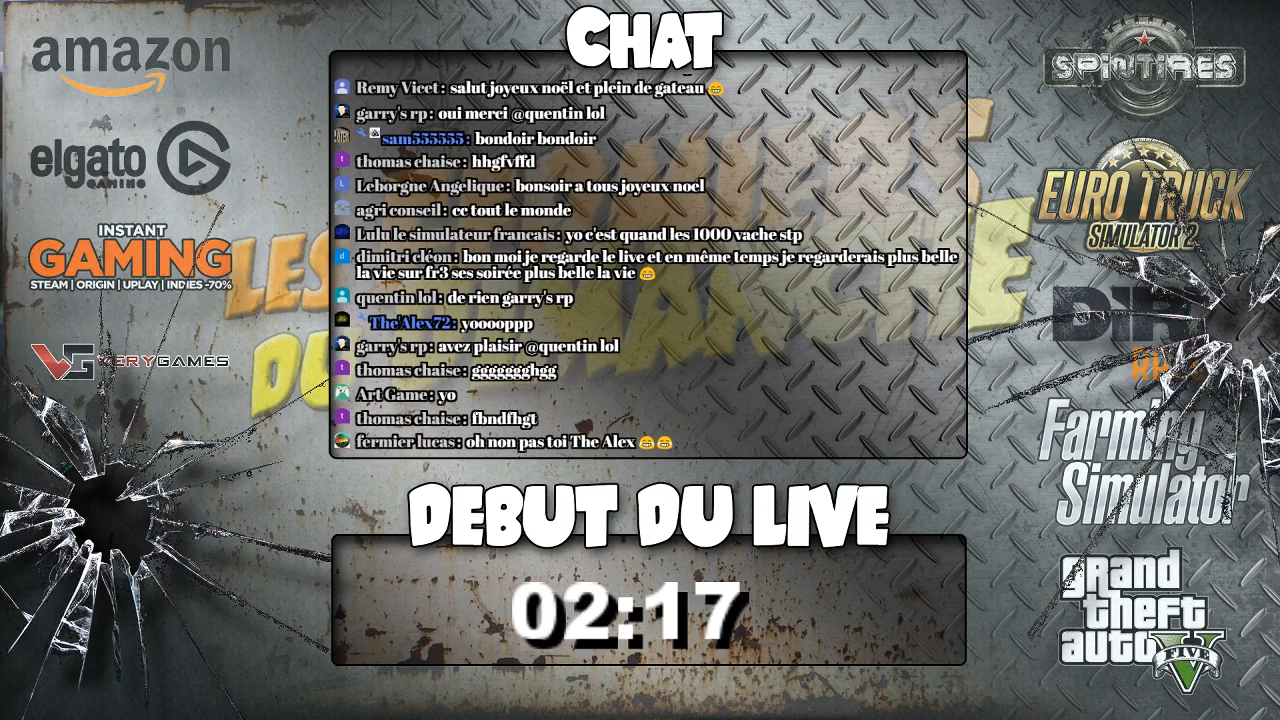 CHAT
amazon
elgato
GAMING
INSTANT
GAMING
STEAM | ORIGIN | UPLAY | INDIES -70%
VERYGAMES
Remy Vicet : salut joyeux noël et plein de gateau 😁
garry's rp : oui merci @quentin lol
sam555555 : bondoir bondoir
thomas chaise : hhgfvffd
Leborgne Angelique : bonsoir a tous joyeux noel
agri conseil : cc tout le monde
Lulu le simulateur francais : yo c'est quand les 1000 vache stp
dimitri cléon : bon moi je regarde le live et en même temps je regarderais plus belle
la vie sur fr3 ses soirée plus belle la vie 😁
quentin lol : de rien garry's rp
The'Alex72 : yooooppp
garry's rp : avez plaisir @quentin lol
thomas chaise : ggggggghgg
Art Game : yo
thomas chaise : fbndfhgt
fermier lucas : oh non pas toi The Alex 😁😁
LES
DU
DEBUT DU LIVE
02:17
SPINTIRES
EURO TRUCK
SIMULATOR 2
Farming
Simulator
grand
theft
auto
FIVE